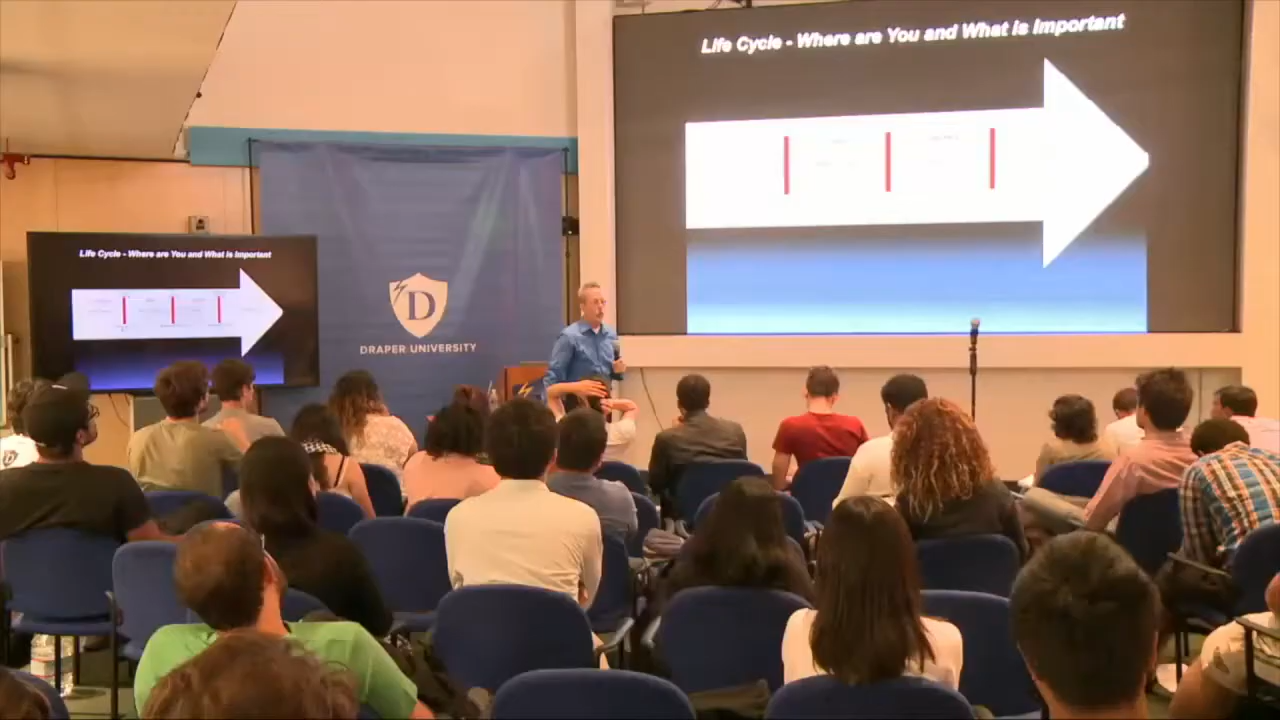 Life Cycle - Where are You and What is Important
Life Cycle - Where are You and What is Important
D
DRAPER UNIVERSITY